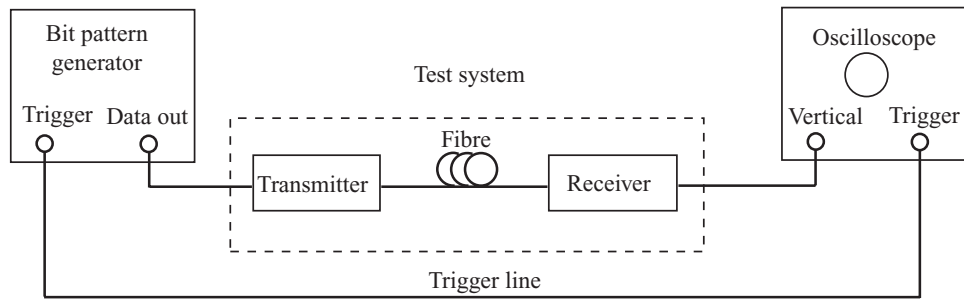 Bit pattern
generator
Trigger
Data out
Test system
Fibre
Transmitter
Receiver
Oscilloscope
Vertical
Trigger
Trigger line